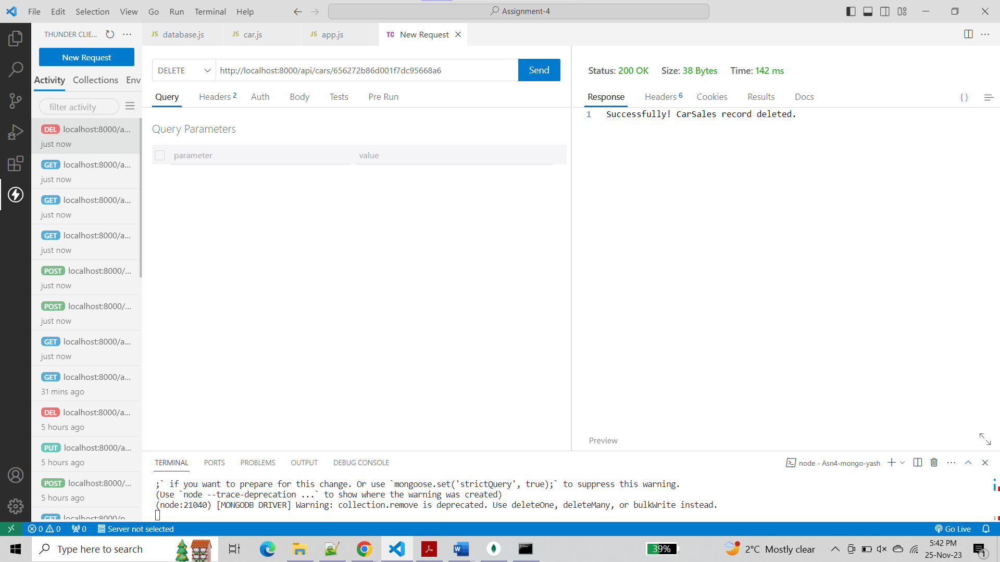 File Edit Selection View Go Run Terminal Help
Assignment-4
THUNDER CLIE...
New Request
Activity Collections Env
filter activity
DEL localhost:8000/a...
just now
GET localhost:8000/a...
just now
GET localhost:8000/a...
just now
GET localhost:8000/a...
just now
POST localhost:8000/...
just now
POST localhost:8000/...
just now
GET localhost:8000/a...
just now
GET localhost:8000/a...
31 mins ago
DEL localhost:8000/a...
5 hours ago
PUT localhost:8000/a...
5 hours ago
POST localhost:8000/a...
5 hours ago
GET localhost:8000/p...
JS database.js JS car.js JS app.js TC New Request
DELETE http://localhost:8000/api/cars/656272b86d001f7dc95668a6 Send
Query Headers 2 Auth Body Tests Pre Run
Query Parameters
parameter value
Status: 200 OK Size: 38 Bytes Time: 142 ms
Response Headers 6 Cookies Results Docs { }
1 Successfully! CarSales record deleted.
Preview
TERMINAL PORTS PROBLEMS OUTPUT DEBUG CONSOLE
node - Asn4-mongo-yash
;` if you want to prepare for this change. Or use `mongoose.set('strictQuery', true);` to suppress this warning.
(Use `node --trace-deprecation ...` to show where the warning was created)
(node:21040) [MONGODB DRIVER] Warning: collection.remove is deprecated. Use deleteOne, deleteMany, or bulkWrite instead.
0 0 0 Server not selected Go Live
Type here to search
39%
2°C Mostly clear
5:42 PM
25-Nov-23
1